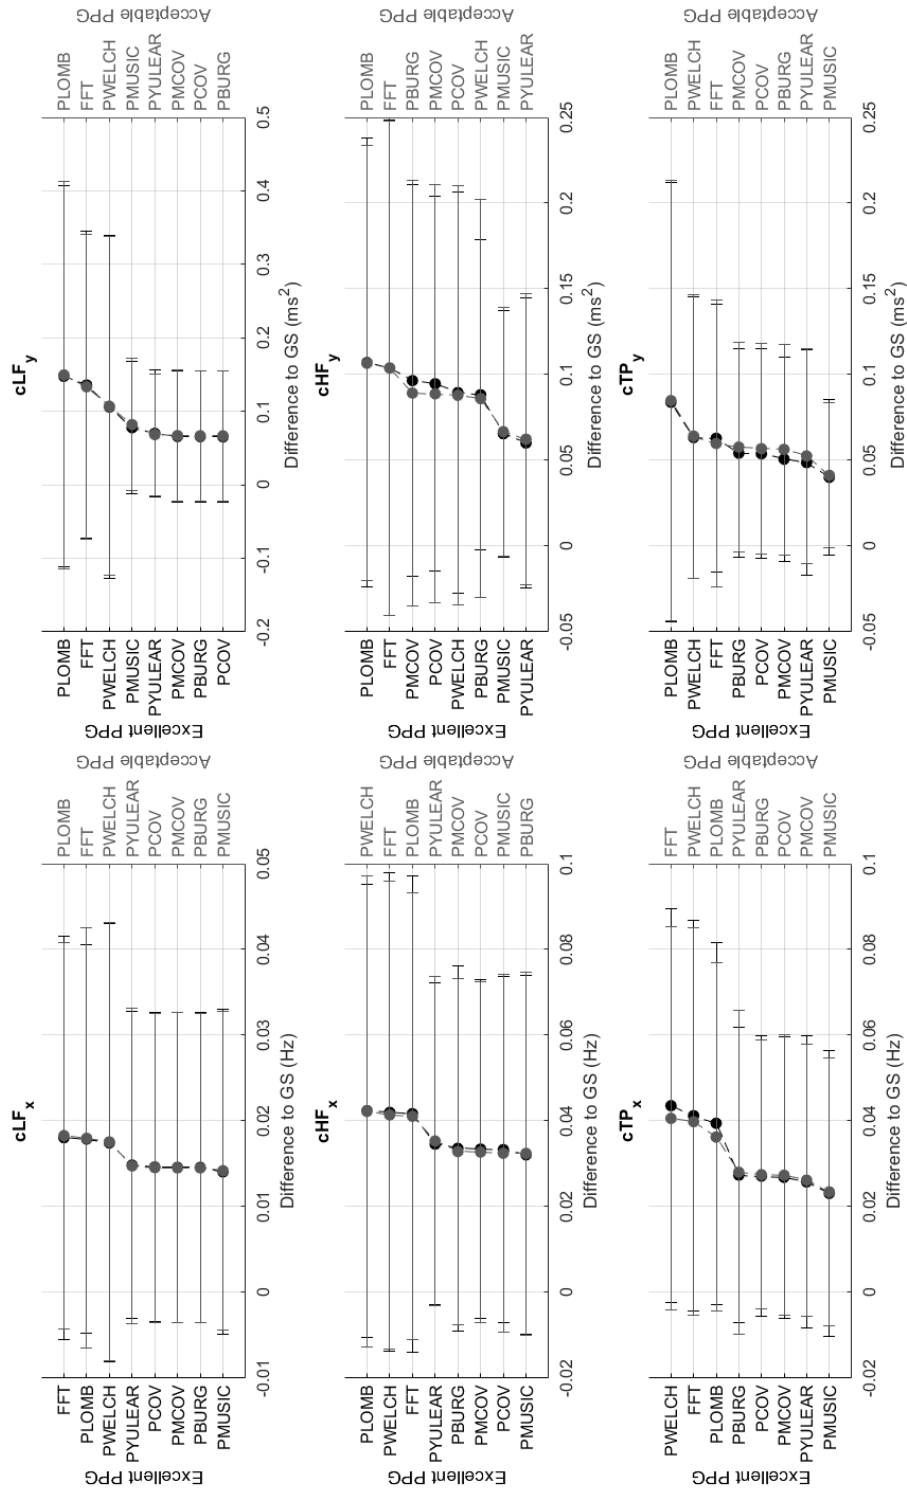 cLFx
Excellent PPG
FFT
PLOMB
PWELCH
PYULEAR
PCOV
PMCOV
PBURG
PMUSIC
PLOMB
FFT
PWELCH
PYULEAR
PCOV
PMCOV
PBURG
PMUSIC
Acceptable PPG
-0.01 0 0.01 0.02 0.03 0.04 0.05
Difference to GS (Hz)
cLFy
Excellent PPG
PLOMB
FFT
PWELCH
PMUSIC
PYULEAR
PMCOV
PBURG
PCOV
PLOMB
FFT
PWELCH
PMUSIC
PYULEAR
PMCOV
PCOV
PBURG
Acceptable PPG
-0.2 -0.1 0 0.1 0.2 0.3 0.4 0.5
Difference to GS (ms²)
cHFx
Excellent PPG
PLOMB
PWELCH
FFT
PYULEAR
PMCOV
PCOV
PMUSIC
PBURG
PWELCH
FFT
PLOMB
PYULEAR
PMCOV
PCOV
PMUSIC
PBURG
Acceptable PPG
-0.02 0 0.02 0.04 0.06 0.08 0.1
Difference to GS (Hz)
cHFy
Excellent PPG
PLOMB
FFT
PMCOV
PCOV
PWELCH
PBURG
PMUSIC
PYULEAR
PLOMB
FFT
PBURG
PMCOV
PCOV
PWELCH
PMUSIC
PYULEAR
Acceptable PPG
-0.05 0 0.05 0.1 0.15 0.2 0.25
Difference to GS (ms²)
cTPx
Excellent PPG
PWELCH
FFT
PLOMB
PBURG
PCOV
PMCOV
PYULEAR
PMUSIC
FFT
PWELCH
PLOMB
PYULEAR
PBURG
PCOV
PMCOV
PMUSIC
Acceptable PPG
-0.02 0 0.02 0.04 0.06 0.08 0.1
Difference to GS (Hz)
cTPy
Excellent PPG
PLOMB
PWELCH
FFT
PBURG
PCOV
PMCOV
PYULEAR
PMUSIC
PLOMB
PWELCH
FFT
PMCOV
PCOV
PBURG
PYULEAR
PMUSIC
Acceptable PPG
-0.05 0 0.05 0.1 0.15 0.2 0.25
Difference to GS (ms²)